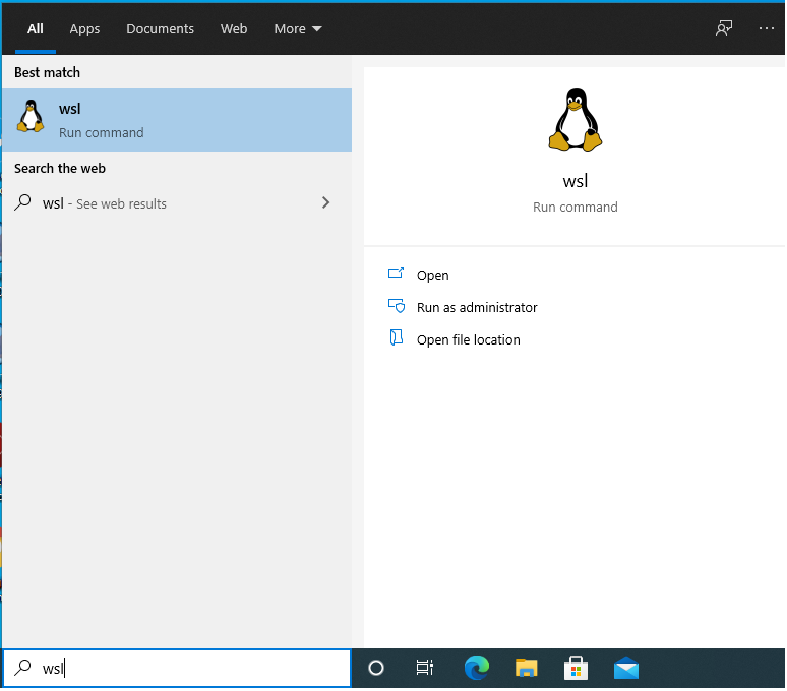 All Apps Documents Web More
Best match
wsl
Run command
Search the web
wsl - See web results
wsl
Run command
Open
Run as administrator
Open file location
wsl